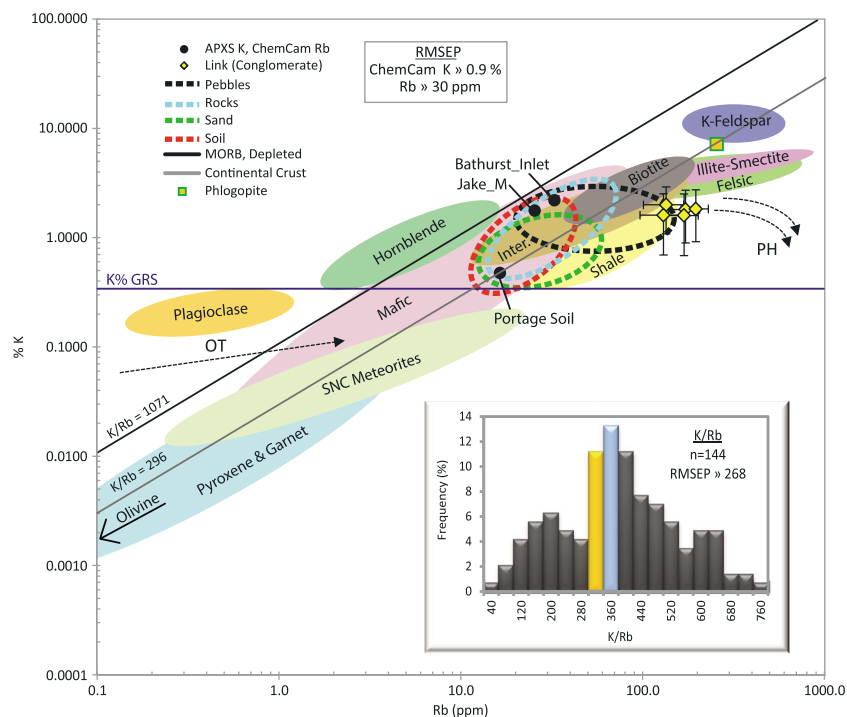 100.0000
10.0000
1.0000
0.1000
0.0100
0.0010
0.0001
% K
APXS K, ChemCam Rb
Link (Conglomerate)
Pebbles
Rocks
Sand
Soil
MORB, Depleted
Continental Crust
Phlogopite
RMSEP
ChemCam K » 0.9 %
Rb » 30 ppm
K-Feldspar
Illite-Smectite
Felsic
Biotite
Bathurst_Inlet
Jake_M
Hornblende
Inter.
Shale
PH
K% GRS
Plagioclase
Mafic
Portage Soil
OT
SNC Meteorites
K/Rb = 1071
K/Rb = 296
Pyroxene & Garnet
Olivine
14
12
10
8
6
4
2
0
Frequency (%)
K/Rb
n=144
RMSEP » 268
40
120
200
280
360
440
520
600
680
760
K/Rb
0.1
1.0
10.0
100.0
1000.0
Rb (ppm)